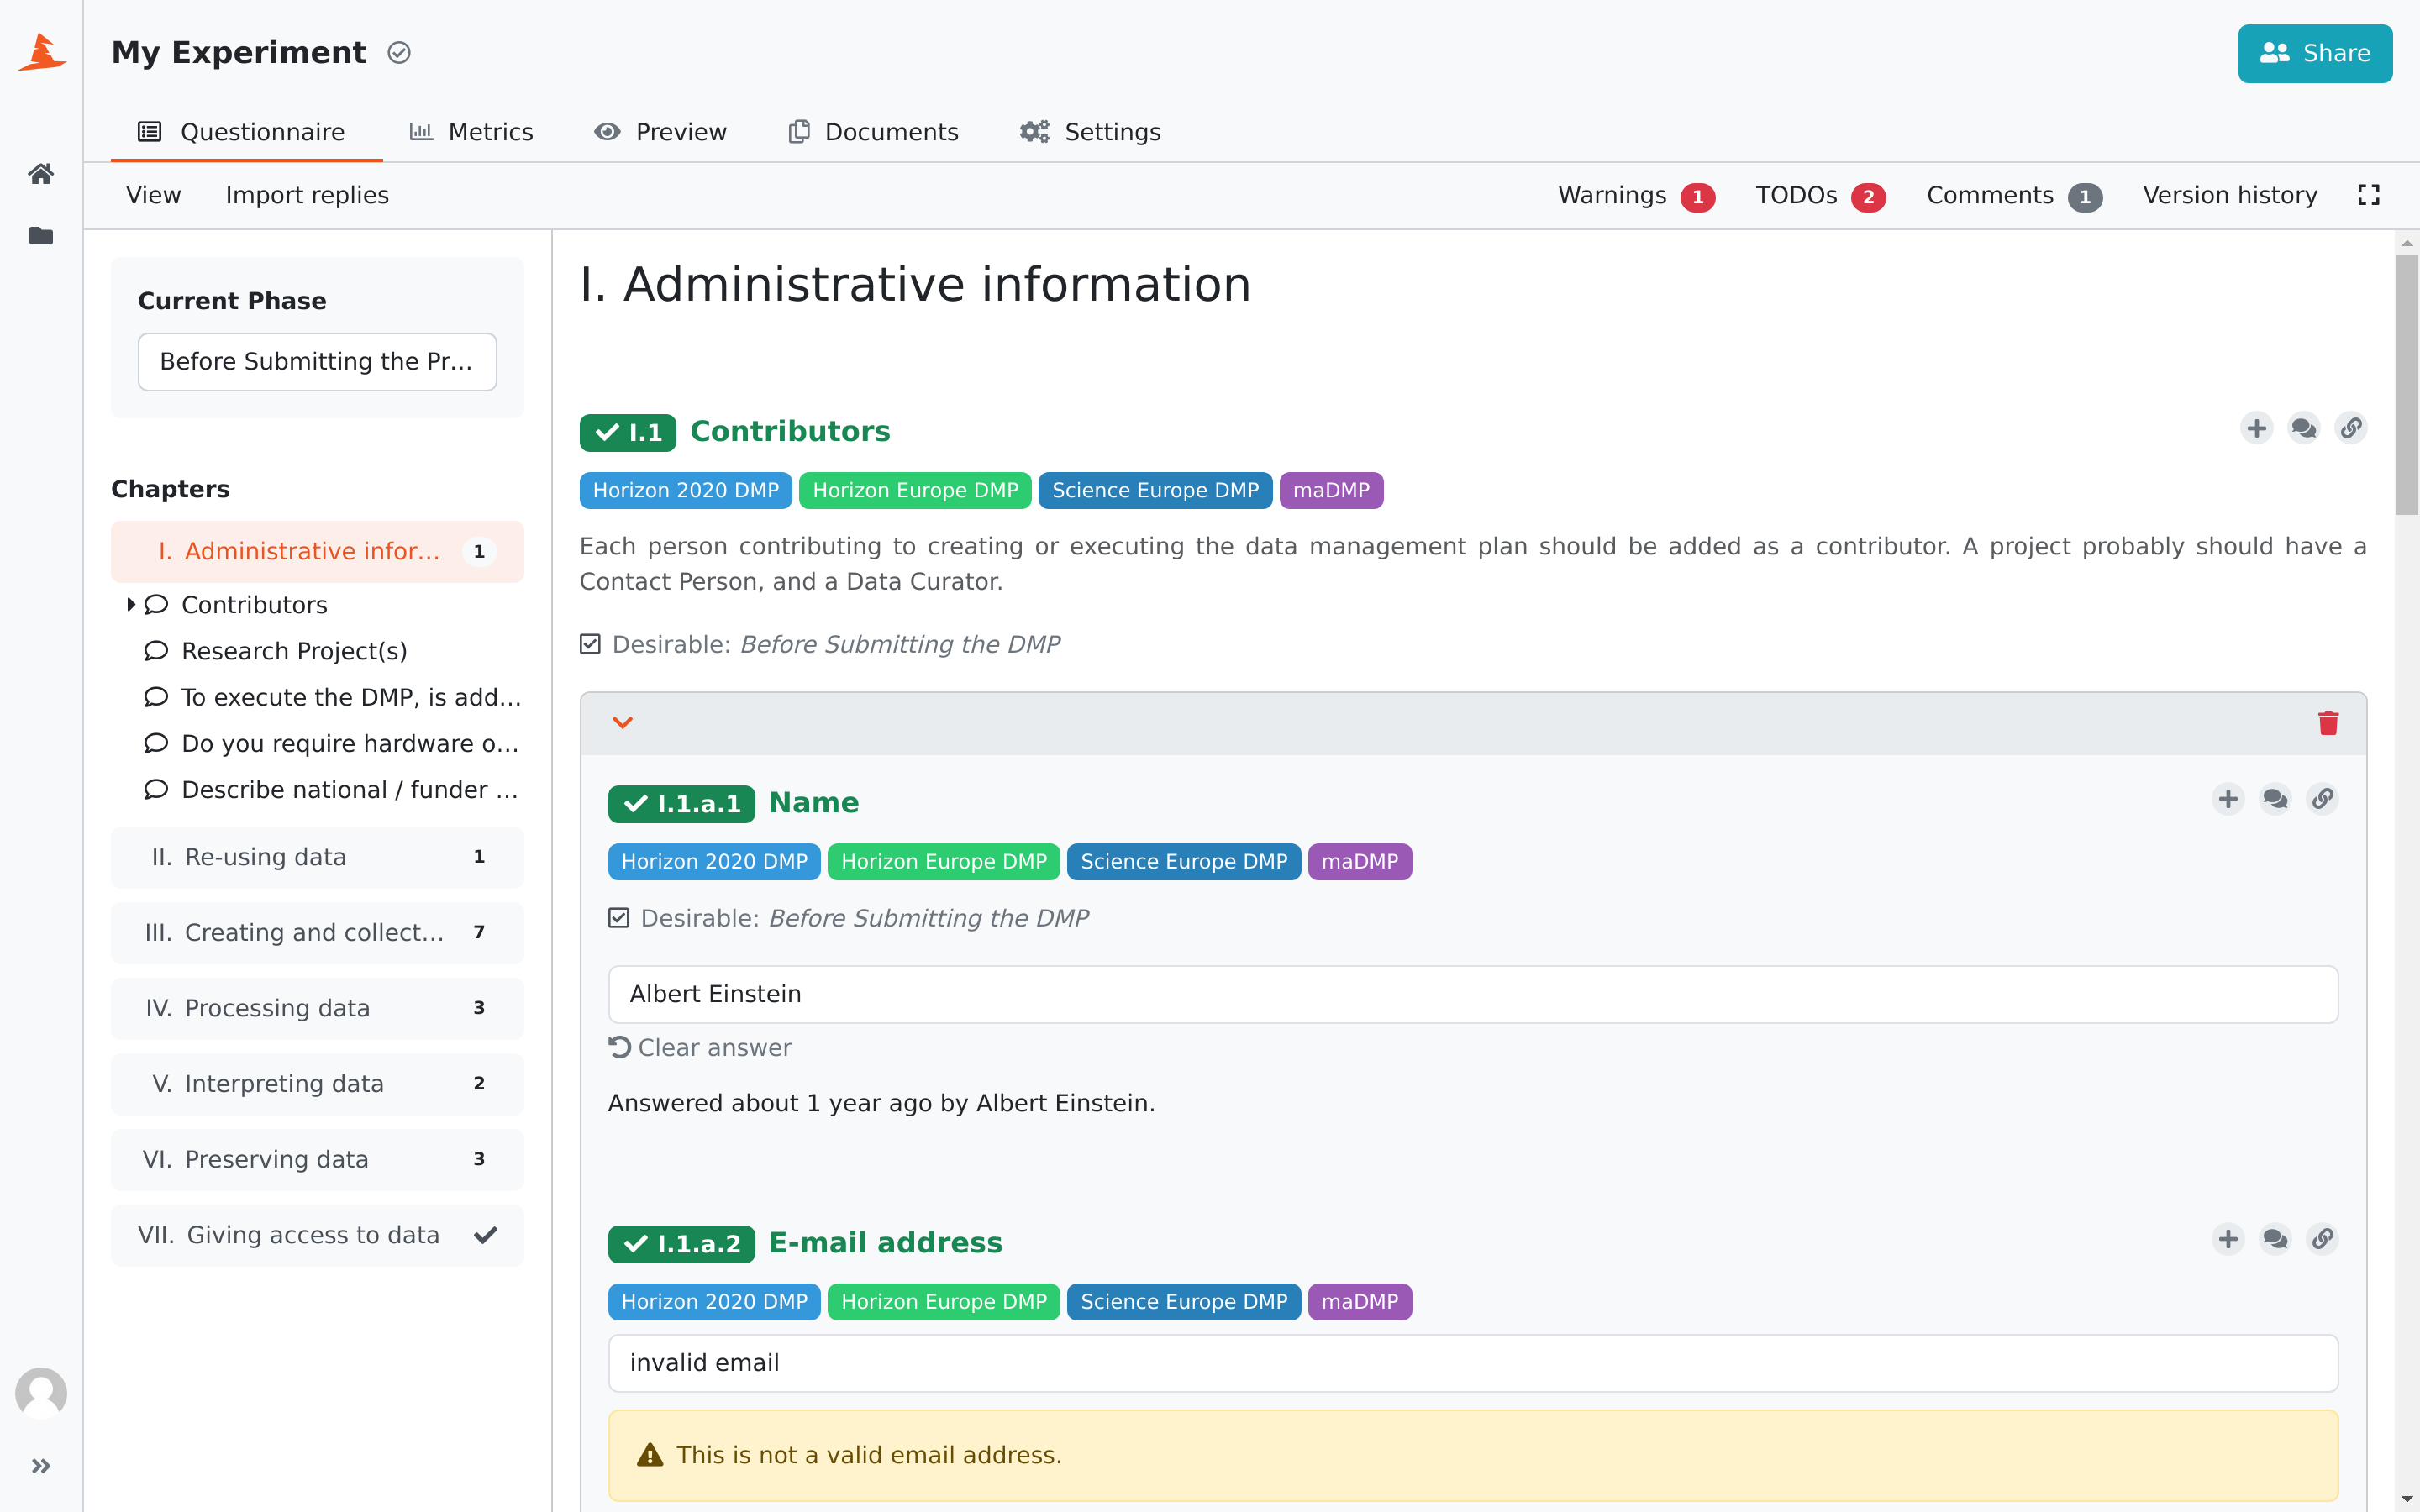 My Experiment
Share
Questionnaire
Metrics
Preview
Documents
Settings
View
Import replies
Warnings 1
TODOs 2
Comments 1
Version history
Current Phase
Before Submitting the Pr...
Chapters
I. Administrative infor... 1
Contributors
Research Project(s)
To execute the DMP, is add...
Do you require hardware o...
Describe national / funder ...
II. Re-using data 1
III. Creating and collect... 7
IV. Processing data 3
V. Interpreting data 2
VI. Preserving data 3
VII. Giving access to data
I. Administrative information
I.1 Contributors
Horizon 2020 DMP Horizon Europe DMP Science Europe DMP maDMP
Each person contributing to creating or executing the data management plan should be added as a contributor. A project probably should have a
Contact Person, and a Data Curator.
Desirable: Before Submitting the DMP
I.1.a.1 Name
Horizon 2020 DMP Horizon Europe DMP Science Europe DMP maDMP
Desirable: Before Submitting the DMP
Albert Einstein
Clear answer
Answered about 1 year ago by Albert Einstein.
I.1.a.2 E-mail address
Horizon 2020 DMP Horizon Europe DMP Science Europe DMP maDMP
invalid email
This is not a valid email address.